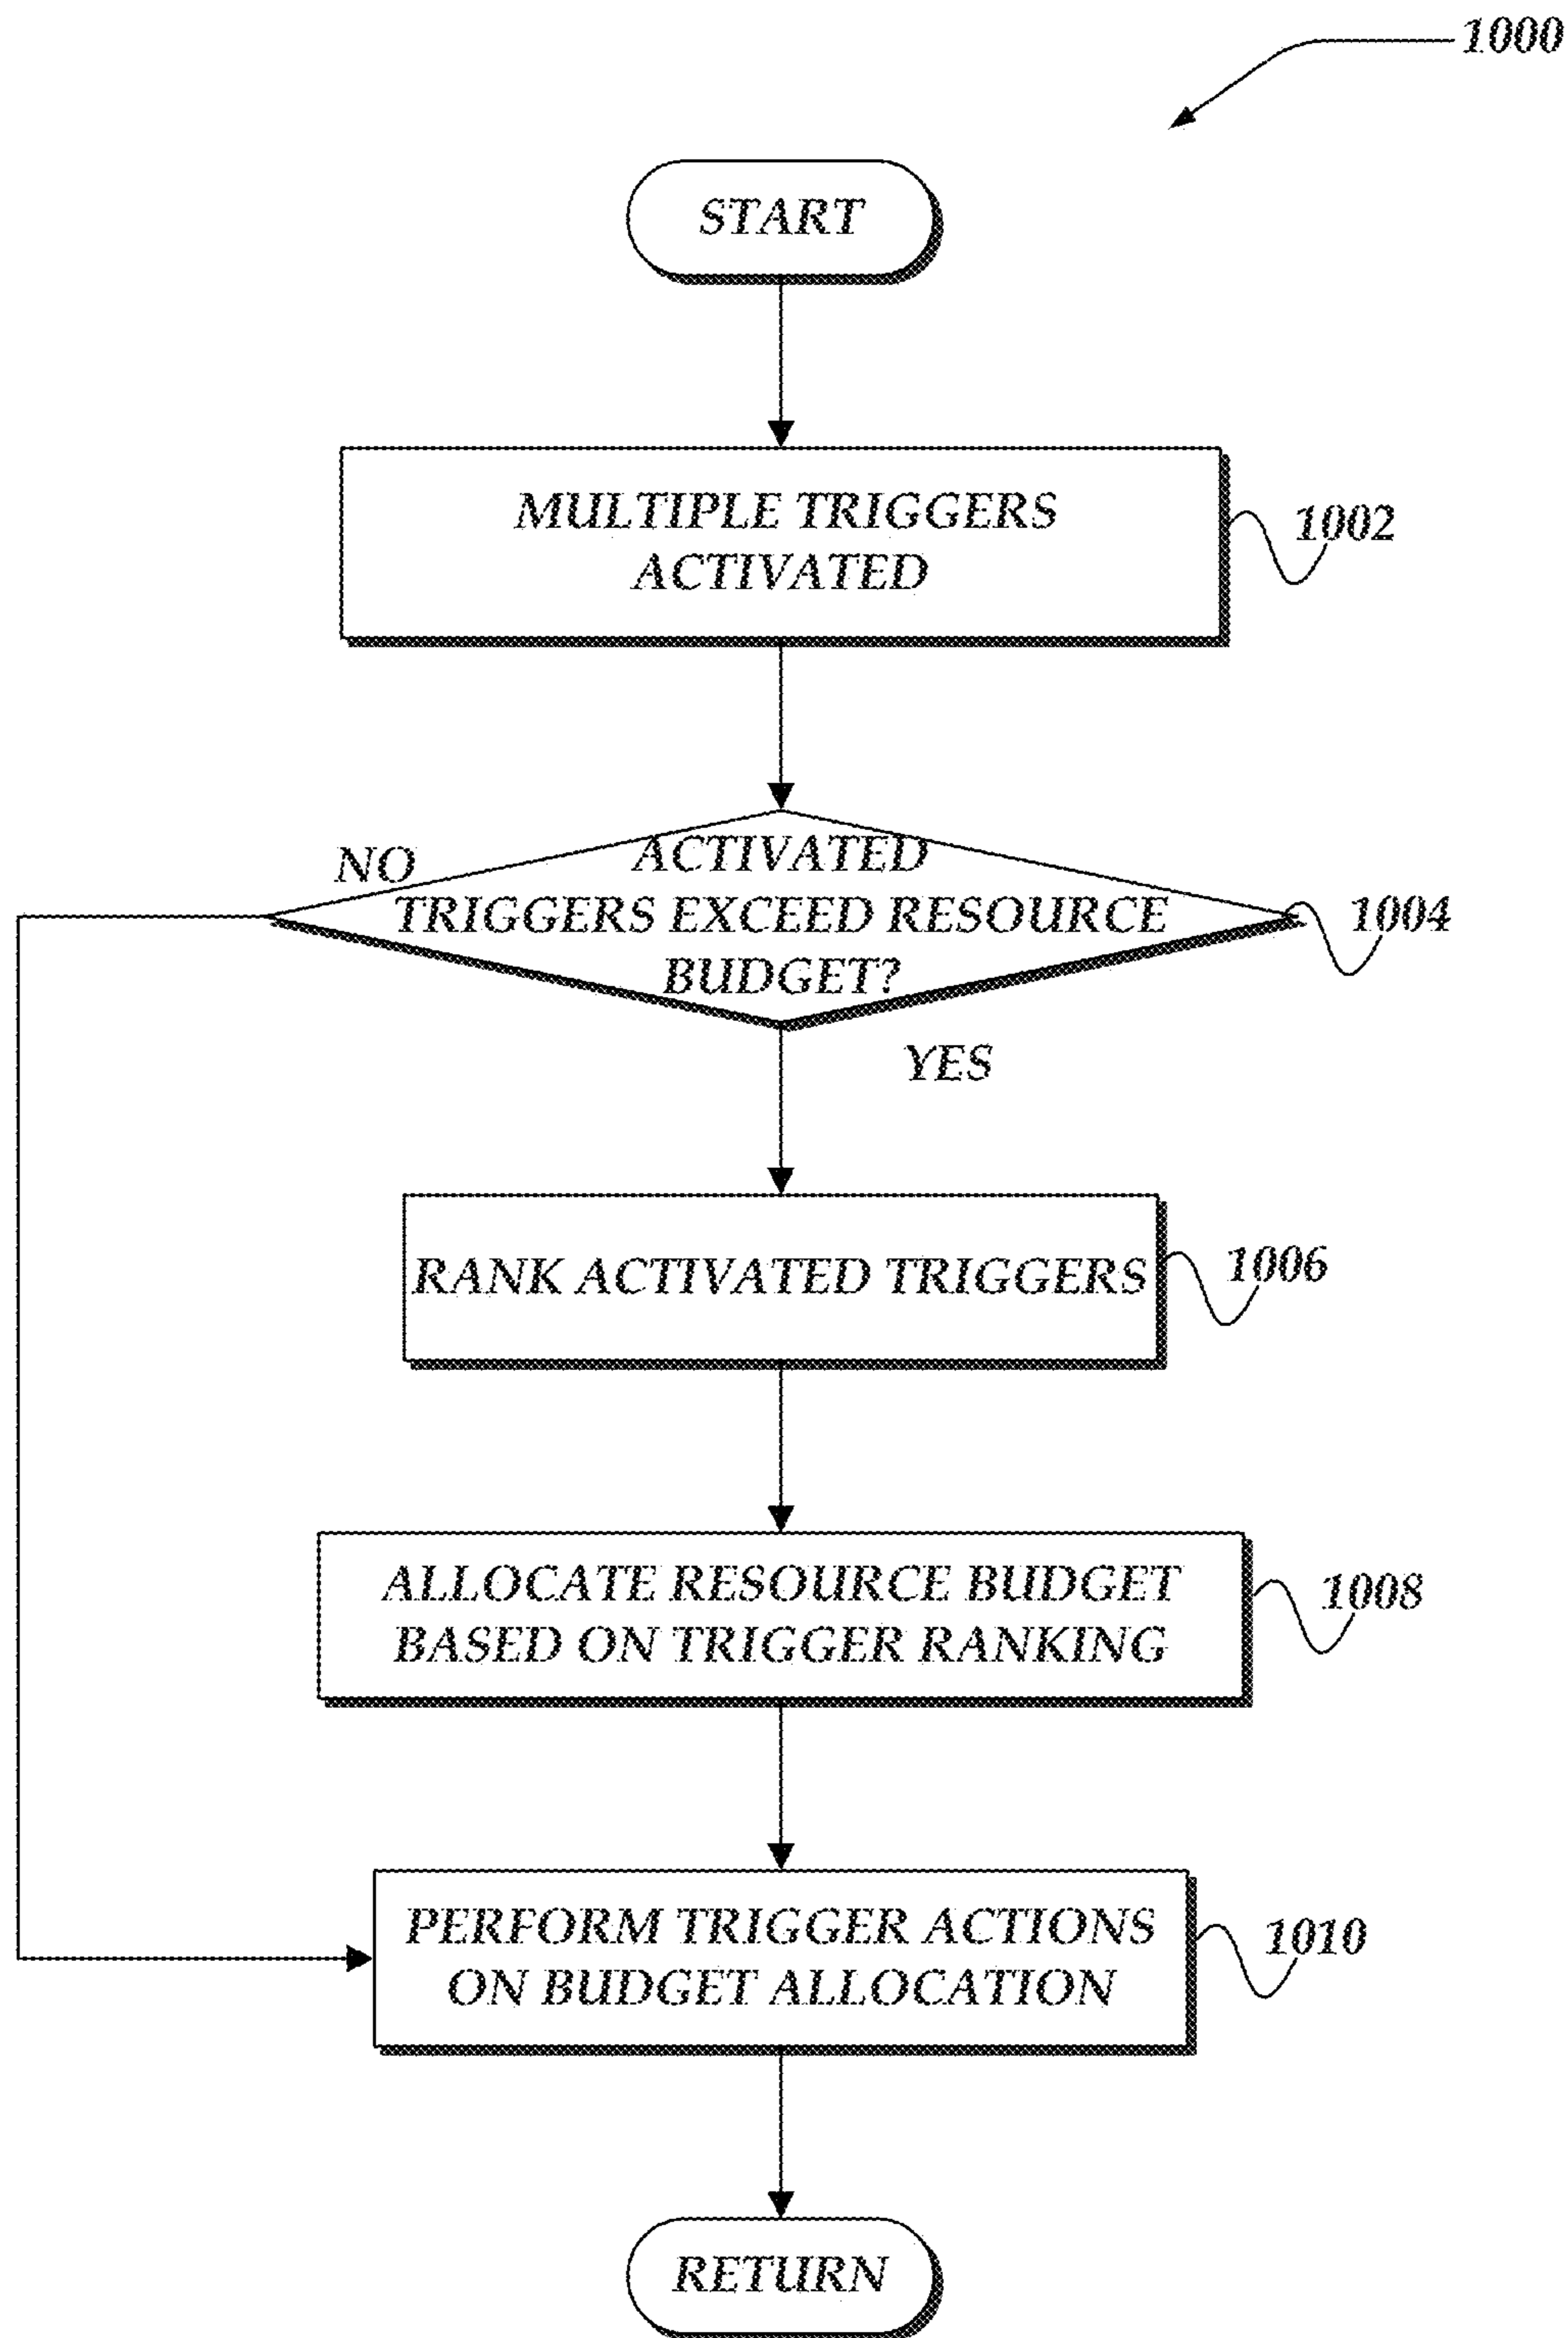 1000
START
MULTIPLE TRIGGERS
ACTIVATED
1002
NO
ACTIVATED
TRIGGERS EXCEED RESOURCE
BUDGET?
1004
YES
RANK ACTIVATED TRIGGERS
1006
ALLOCATE RESOURCE BUDGET
BASED ON TRIGGER RANKING
1008
PERFORM TRIGGER ACTIONS
ON BUDGET ALLOCATION
1010
RETURN